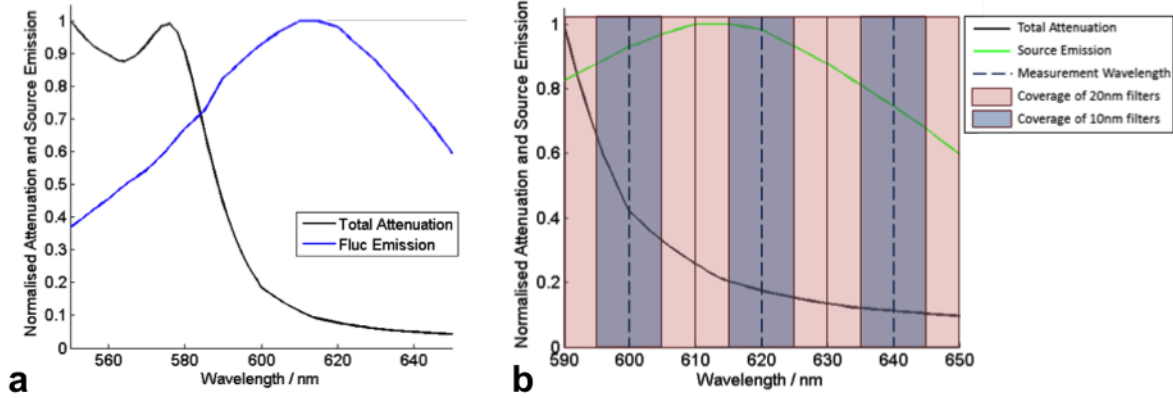 Normalised Attenuation and Source Emission
1
0.9
0.8
0.7
0.6
0.5
0.4
0.3
0.2
0.1
0
560
580
600
620
640
Wavelength / nm
Total Attenuation
Fluc Emission
a
Normalised Attenuation and Source Emission
1
0.8
0.6
0.4
0.2
0
590
600
610
620
630
640
650
Wavelength / nm
Total Attenuation
Source Emission
Measurement Wavelength
Coverage of 20nm filters
Coverage of 10nm filters
b